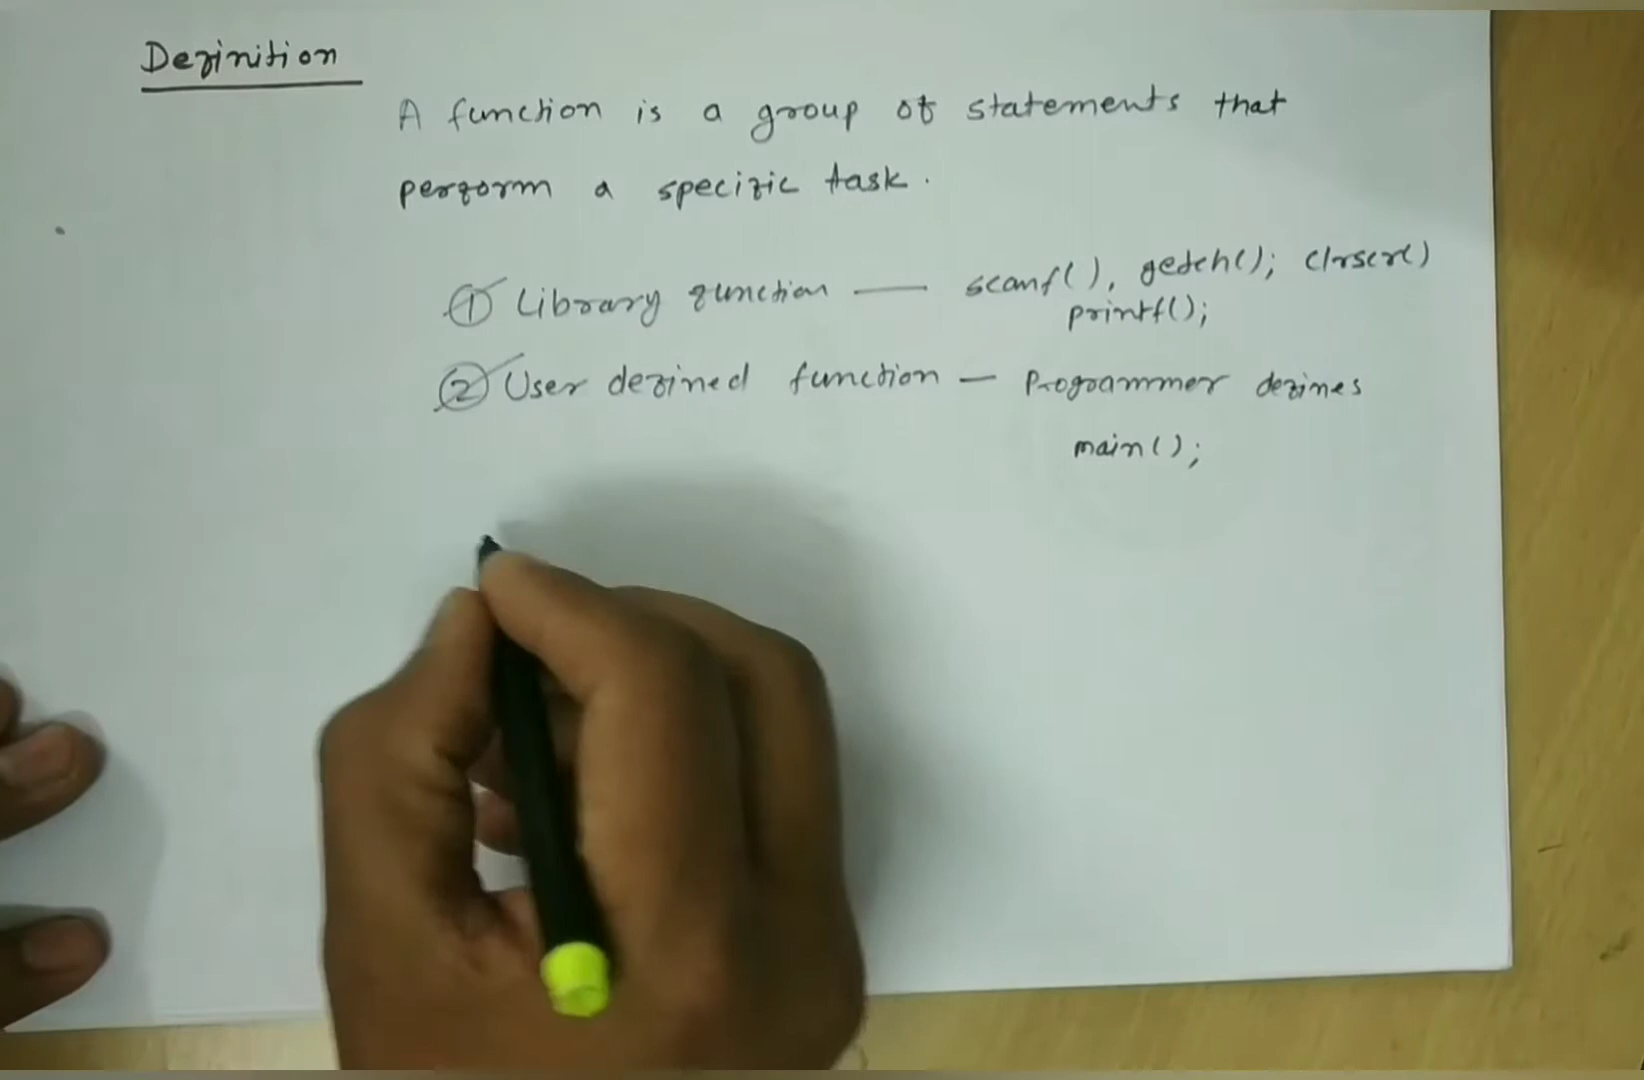 Definition
A function is a group of statements that
perform a specific task.
① Library function — scanf(), getch(); clrscr()
printf();
② User defined function — Programmer defines
main();